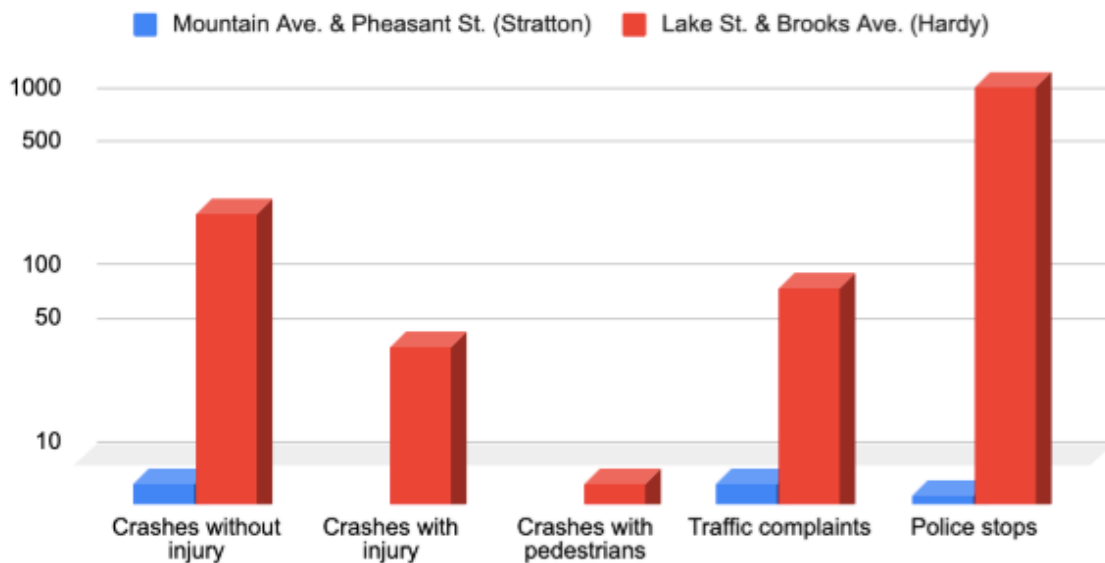 Mountain Ave. & Pheasant St. (Stratton) Lake St. & Brooks Ave. (Hardy)
1000
500
100
50
10
Crashes without injury
Crashes with injury
Crashes with pedestrians
Traffic complaints
Police stops